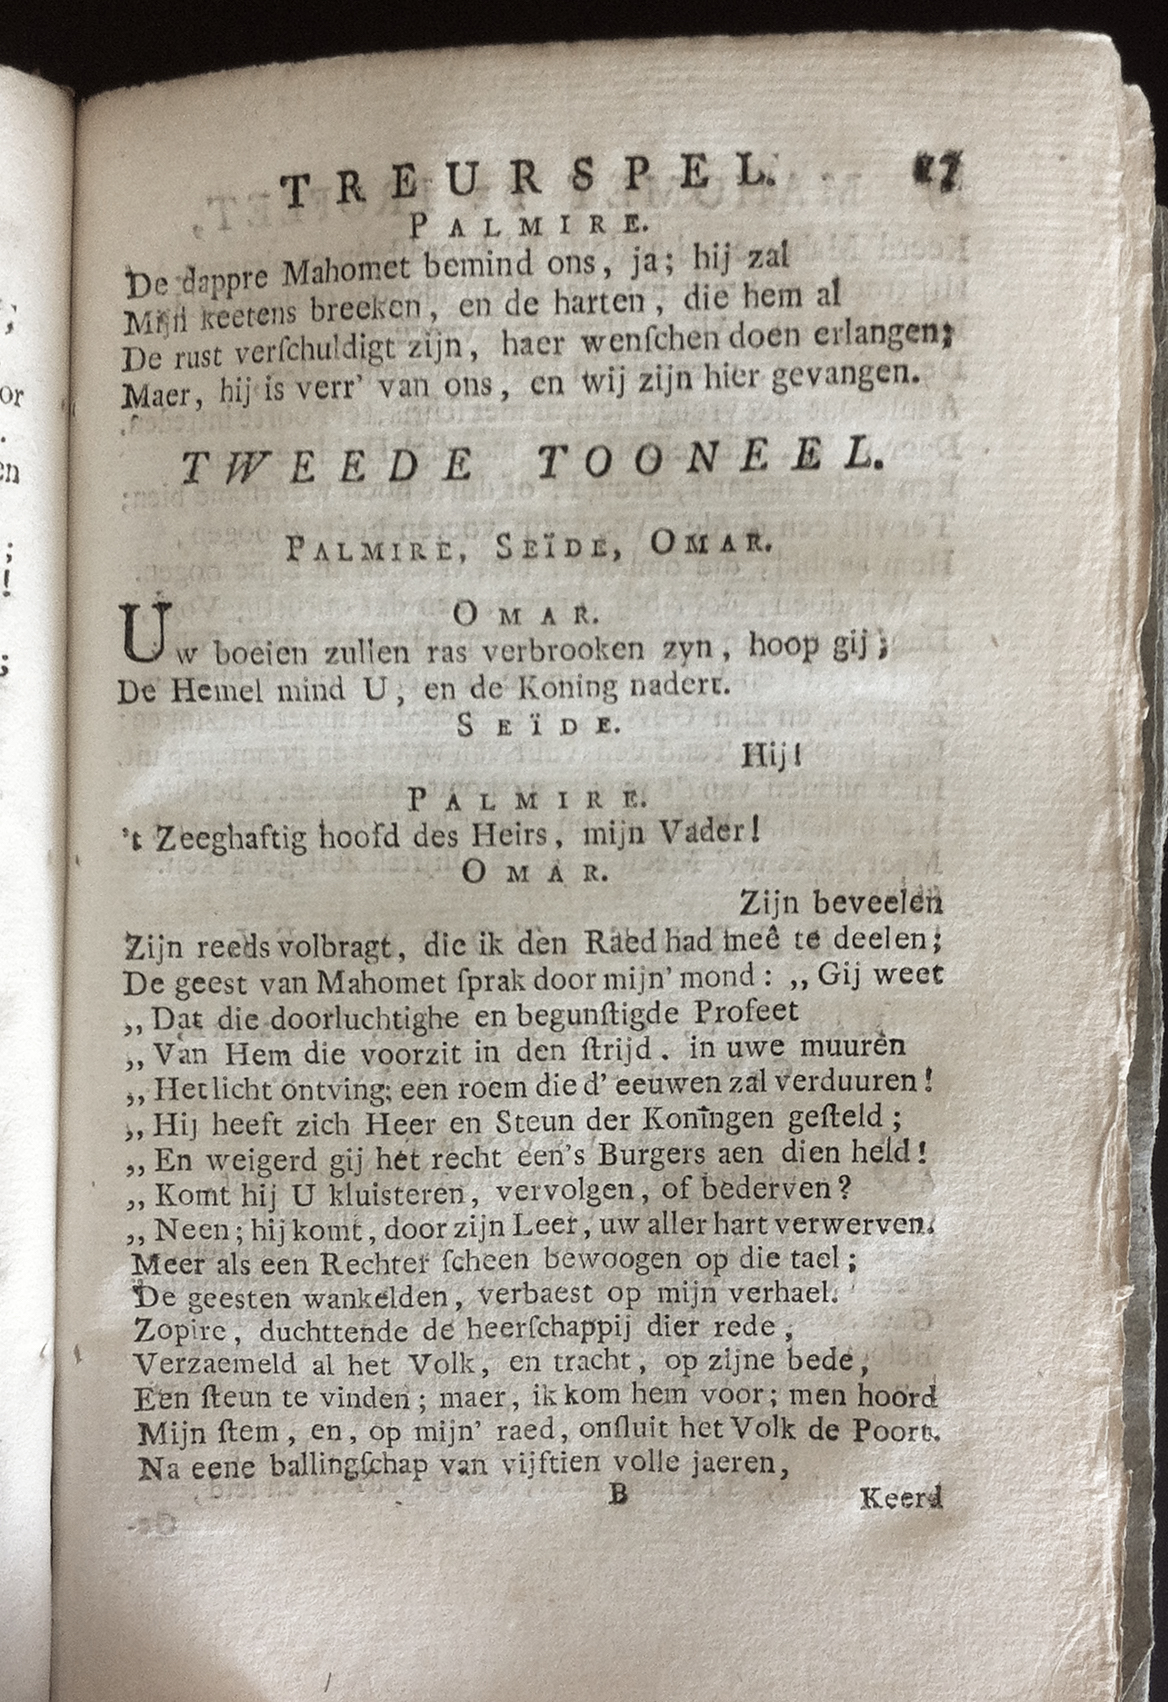 TREURSPEL. 17
PALMIRE.
De dappre Mahomet bemind ons, ja; hij zal
Mijn keetens breeken, en de harten, die hem al
De rust verſchuldigt zijn, haer wenſchen doen erlangen;
Maer, hij is verr' van ons, en wij zijn hier gevangen.
TWEEDE TOONEEL.
PALMIRE, SEÏDE, OMAR.
OMAR.
Uw boeien zullen ras verbrooken zyn, hoop gij;
De Hemel mind U, en de Koning nadert.
SEÏDE.
Hij!
PALMIRE.
't Zeeghaftig hoofd des Heirs, mijn Vader!
OMAR.
Zijn beveelen
Zijn reeds volbragt, die ik den Raed had meê te deelen;
De geest van Mahomet ſprak door mijn' mond: ,, Gij weet
,, Dat die doorluchtighe en begunſtigde Profeet
,, Van Hem die voorzit in den ſtrijd. in uwe muurên
,, Het licht ontving; een roem die d' eeuwen zal verduuren!
,, Hij heeft zich Heer en Steun der Koningen geſteld;
,, En weigerd gij het recht een's Burgers aen dien held!
,, Komt hij U kluisteren, vervolgen, of bederven?
,, Neen; hij komt, door zijn Leer, uw aller hart verwerven.
Meer als een Rechter ſcheen bewoogen op die tael;
De geesten wankelden, verbaest op mijn verhael.
Zopire, duchttende de heerſchappij dier rede,
Verzaemeld al het Volk, en tracht, op zijne bede,
Een ſteun te vinden; maer, ik kom hem voor; men hoord
Mijn ſtem, en, op mijn' raed, onſluit het Volk de Poort.
Na eene ballingſchap van vijftien volle jaeren,
B Keerd